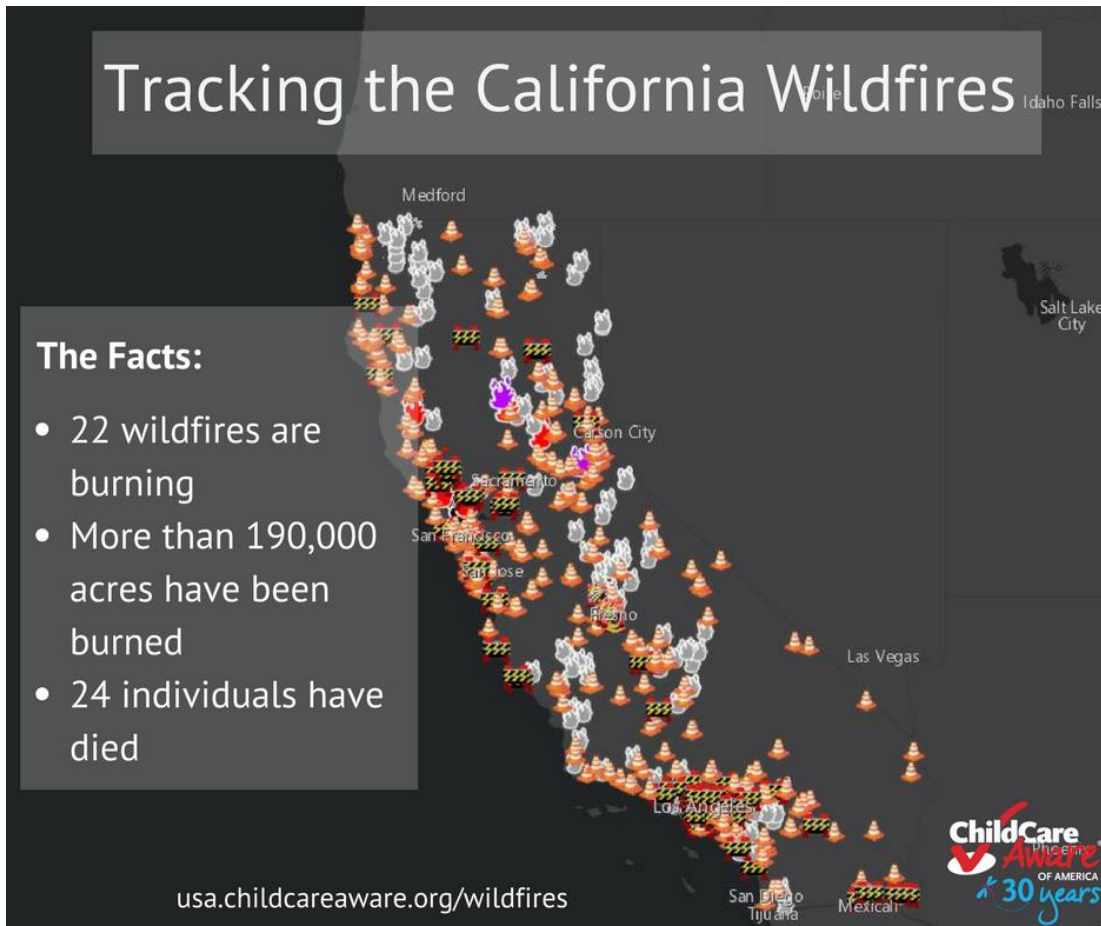 Tracking the California Wildfires
Boise
Idaho Falls
Medford
Salt Lake
City
The Facts:
• 22 wildfires are
burning
• More than 190,000
acres have been
burned
• 24 individuals have
died
Carson City
Sacramento
San Francisco
San Jose
Fresno
Las Vegas
Los Angeles
ChildCare
Aware
OF AMERICA
30 years
Phoenix
San Diego
Tijuana
Mexicali
usa.childcareaware.org/wildfires